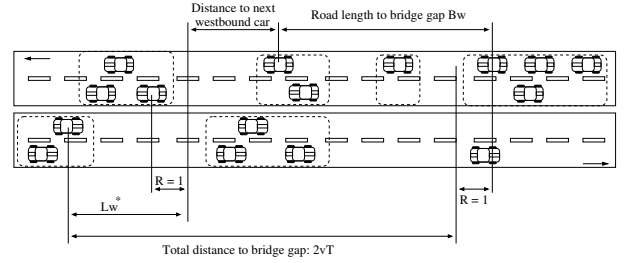 Distance to next
westbound car
Road length to bridge gap Bw
R = 1
Lw*
R = 1
Total distance to bridge gap: 2vT